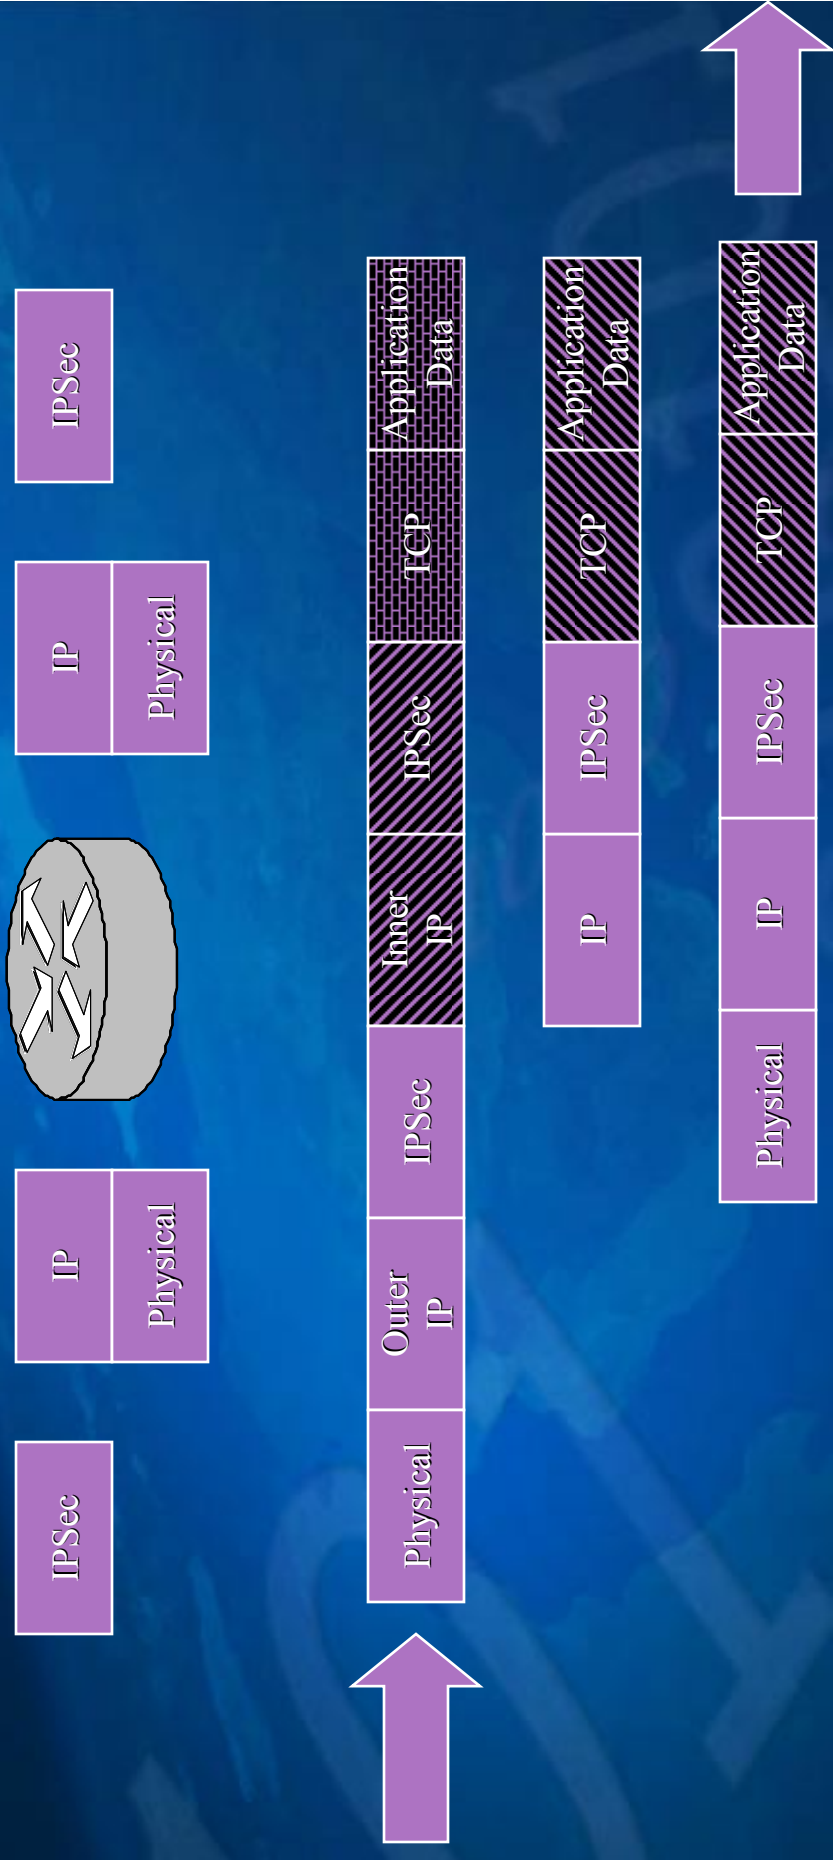 IPSec
IP
IP
IPSec
Physical
Physical
Physical
Outer
IP
IPSec
Inner
IP
IPSec
TCP
Application
Data
IP
IPSec
TCP
Application
Data
Physical
IP
IPSec
TCP
Application
Data